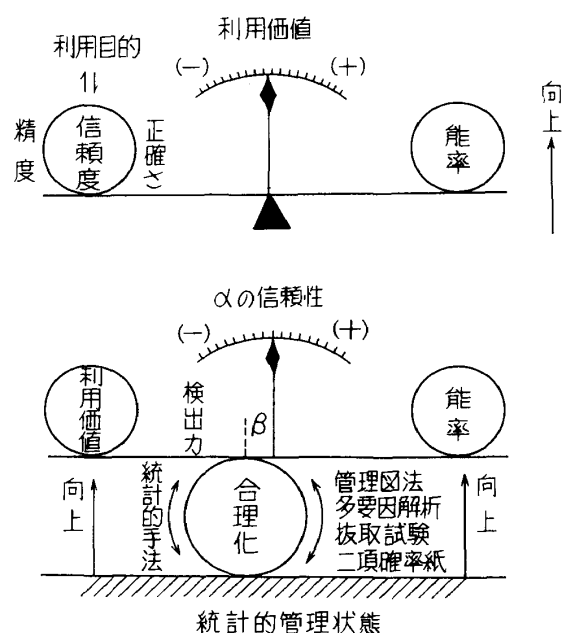 利用価値
利用目的
(−)
(+)
精度
信頼度
正確さ
能率
向上
αの信頼性
(−)
(+)
利用価値
検出力
β
能率
向上
統計的手法
合理化
管理図法
多要因解析
抜取試験
二項確率紙
向上
統計的管理状態